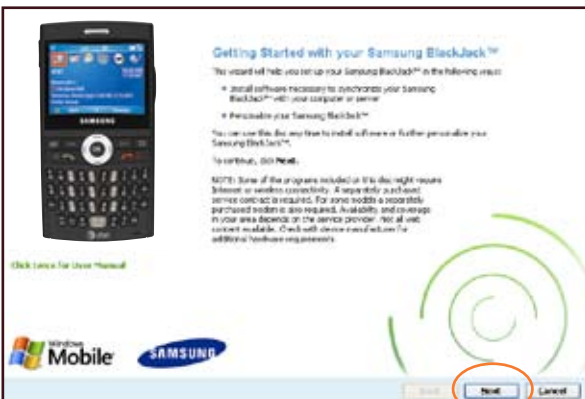 Getting Started with your Samsung BlackJack™
This wizard will help you set up your Samsung BlackJack™ in the following ways:
• Install software necessary to synchronize your Samsung
BlackJack™ with your computer or server
• Personalize your Samsung BlackJack™
You can use this disc any time to install software or further personalize your
Samsung BlackJack™.
To continue, click Next.
NOTE: Some of the programs included on this disc might require
Internet or wireless connectivity. A separately purchased
service contract is required. For some models a separately
purchased modem is also required. Availability and coverage
in your area depends on the service provider. Not all web
content available. Check with device manufacturer for
additional hardware requirements.
SAMSUNG
at&t
Click here for User Manual
Windows
Mobile
SAMSUNG
Next
Cancel